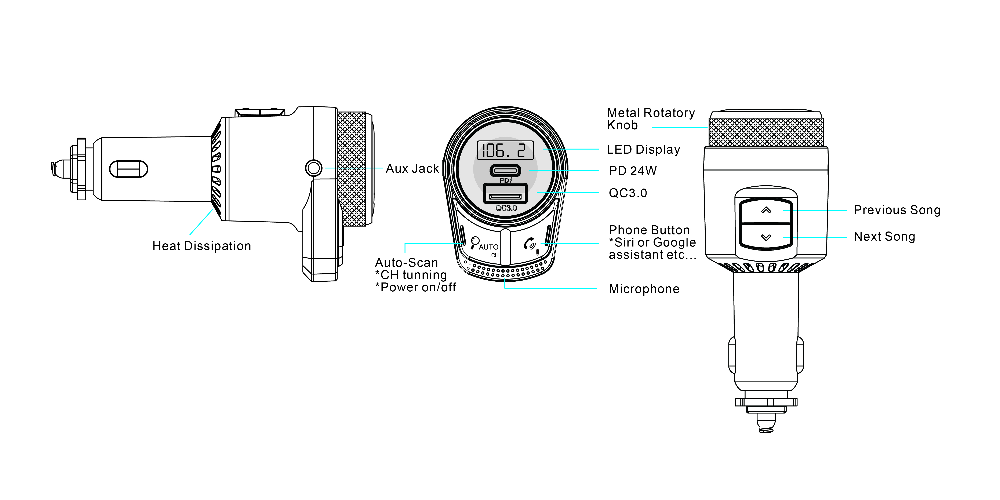 Heat Dissipation
Aux Jack
Auto-Scan
*CH tunning
*Power on/off
106.2
PD
QC3.0
AUTO
.CH
Metal Rotatory
Knob
LED Display
PD 24W
QC3.0
Phone Button
*Siri or Google
assistant etc...
Microphone
Previous Song
Next Song